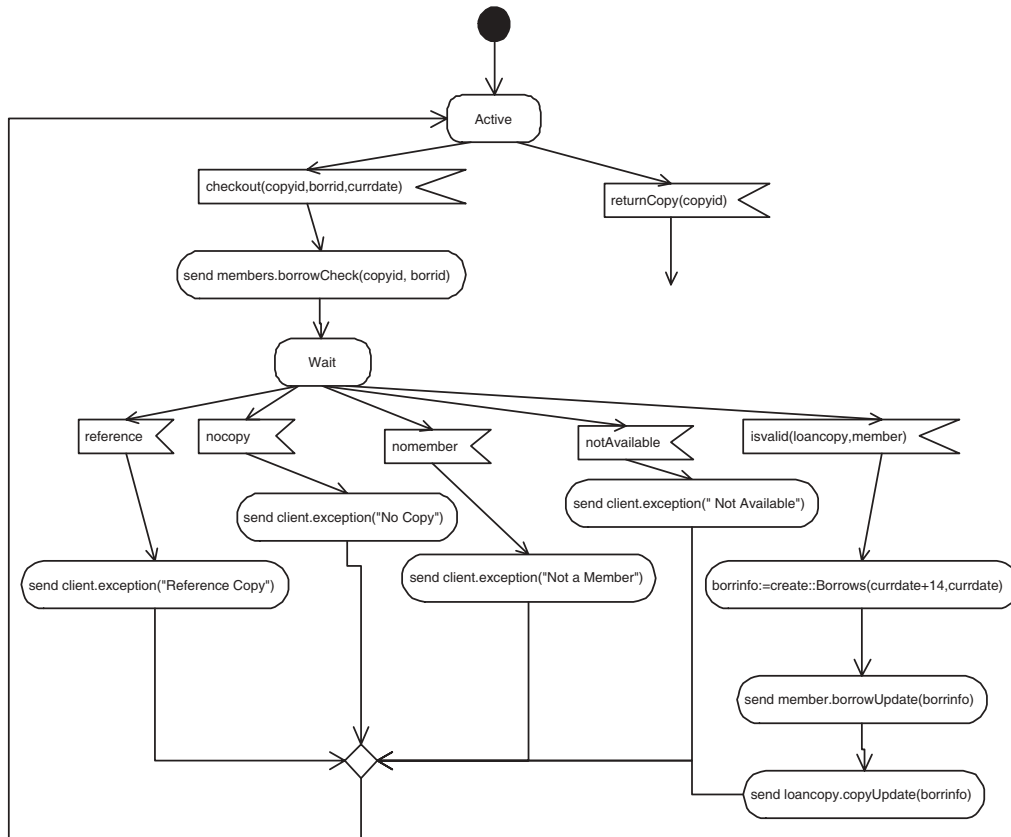 Active
checkout(copyid,borrid,currdate)
returnCopy(copyid)
send members.borrowCheck(copyid, borrid)
Wait
reference
nocopy
nomember
notAvailable
isvalid(loancopy,member)
send client.exception("No Copy")
send client.exception(" Not Available")
send client.exception("Reference Copy")
send client.exception("Not a Member")
borrinfo:=create::Borrows(currdate+14,currdate)
send member.borrowUpdate(borrinfo)
send loancopy.copyUpdate(borrinfo)